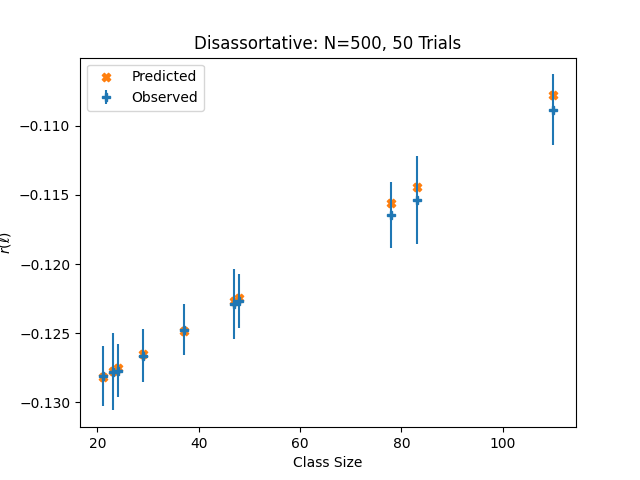 Disassortative: N=500, 50 Trials
Predicted
Observed
−0.110
−0.115
−0.120
−0.125
−0.130
r(ℓ)
20
40
60
80
100
Class Size